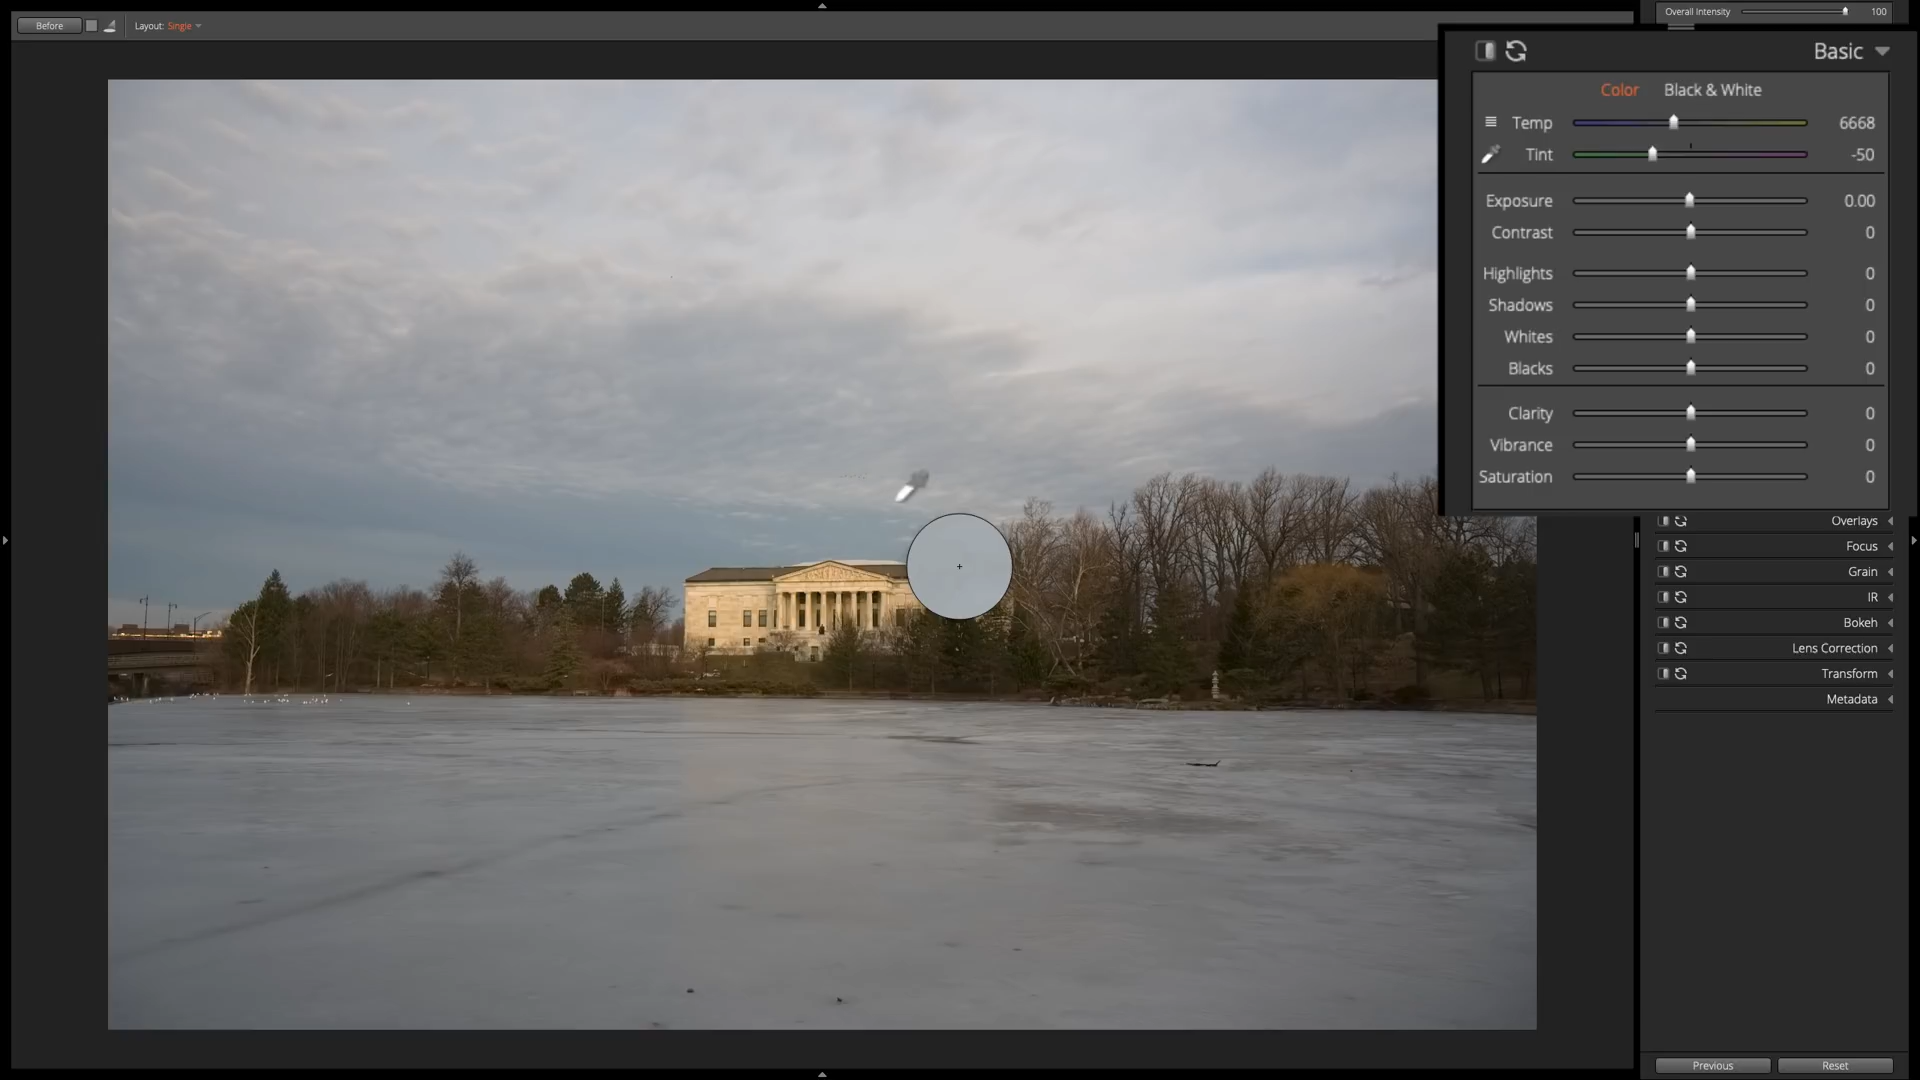 Before
Layout: Single
Overall Intensity 100
Basic
Color Black & White
Temp 6668
Tint -50
Exposure 0.00
Contrast 0
Highlights 0
Shadows 0
Whites 0
Blacks 0
Clarity 0
Vibrance 0
Saturation 0
Overlays
Focus
Grain
IR
Bokeh
Lens Correction
Transform
Metadata
Previous Reset